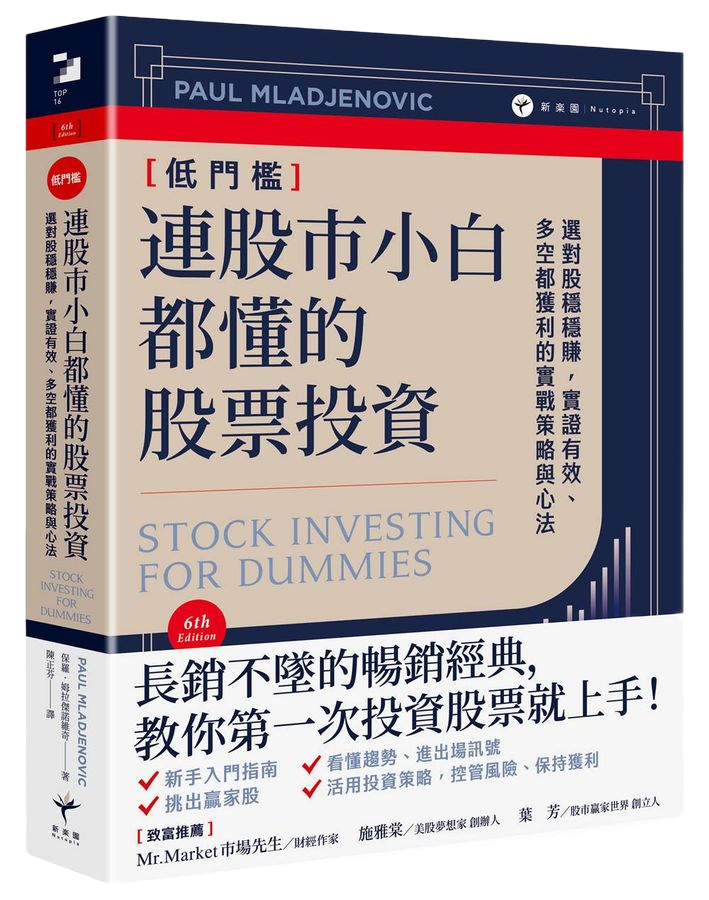 TOP
16
[ 6th
Edition ]
低門檻
連股市小白都懂的股票投資
選對股穩穩賺，實證有效、多空都獲利的實戰策略與心法
STOCK
INVESTING
FOR
DUMMIES
PAUL MLADJENOVIC
保羅．姆拉傑諾維奇——著
陳正芬——譯
新楽園
Nutopia
PAUL MLADJENOVIC
新楽園 | Nutopia
[低門檻]
連股市小白
都懂的
股票投資
選對股穩穩賺，實證有效、
多空都獲利的實戰策略與心法
STOCK INVESTING
FOR DUMMIES
6th
Edition
長銷不墜的暢銷經典，
教你第一次投資股票就上手！
新手入門指南
挑出贏家股
看懂趨勢、進出場訊號
活用投資策略，控管風險、保持獲利
[致富推薦]
Mr.Market市場先生／財經作家 施雅棠／美股夢想家 創辦人 葉 芳／股市贏家世界 創立人